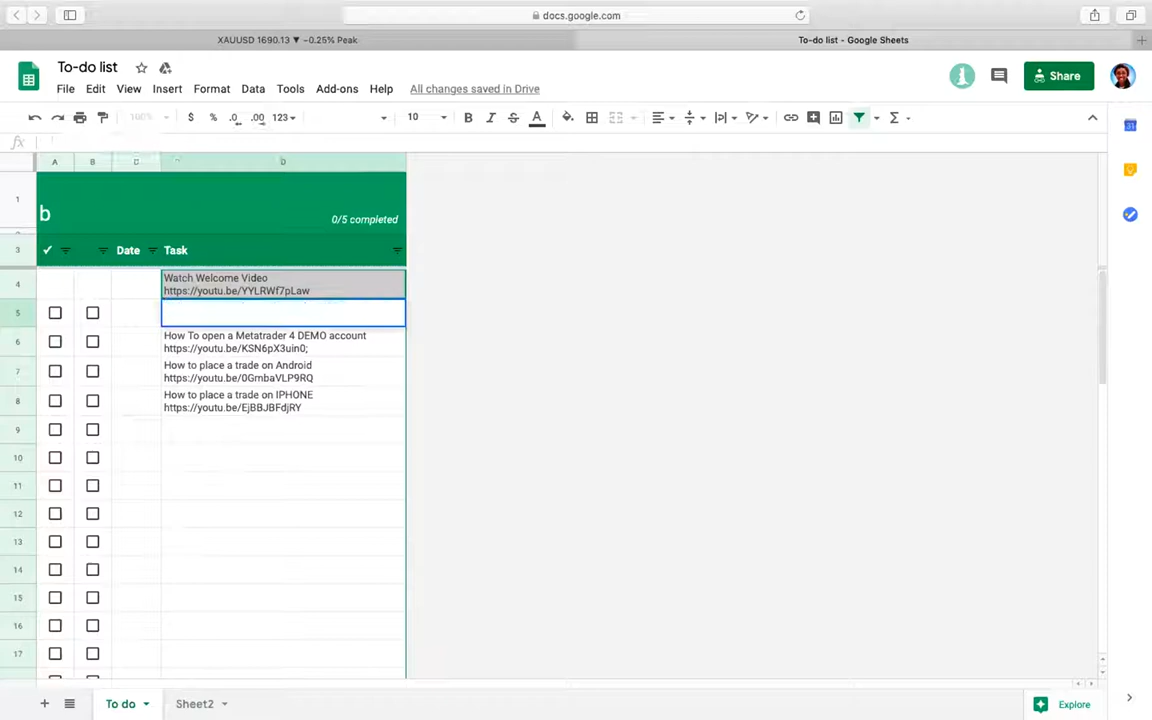 docs.google.com
XAUUSD 1690.13 ▼ −0.25% Peak
To-do list - Google Sheets
To-do list
File Edit View Insert Format Data Tools Add-ons Help All changes saved in Drive
Share
100% $ % .0 .00 123 10 B I S A
fx
A B C D
1 b 0/5 completed
3 ✓ Date Task
4 Watch Welcome Video
https://youtu.be/YYLRWf7pLaw
5
6 How To open a Metatrader 4 DEMO account
https://youtu.be/KSN6pX3uin0;
7 How to place a trade on Android
https://youtu.be/0GmbaVLP9RQ
8 How to place a trade on IPHONE
https://youtu.be/EjBBJBFdjRY
9
10
11
12
13
14
15
16
17
To do Sheet2 Explore